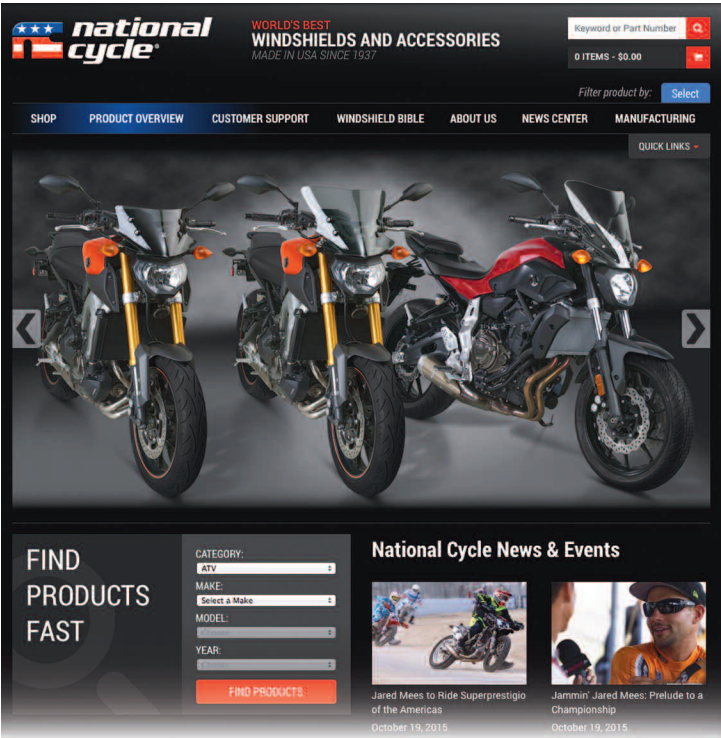 national
cycle
WORLD'S BEST
WINDSHIELDS AND ACCESSORIES
MADE IN USA SINCE 1937
Keyword or Part Number
0 ITEMS - $0.00
Filter product by:
Select
SHOP
PRODUCT OVERVIEW
CUSTOMER SUPPORT
WINDSHIELD BIBLE
ABOUT US
NEWS CENTER
MANUFACTURING
QUICK LINKS
FIND
PRODUCTS
FAST
CATEGORY:
ATV
MAKE:
Select a Make
MODEL:
YEAR:
FIND PRODUCTS
National Cycle News & Events
Jared Mees to Ride Superprestigio
of the Americas
October 19, 2015
Jammin' Jared Mees: Prelude to a
Championship
October 19, 2015